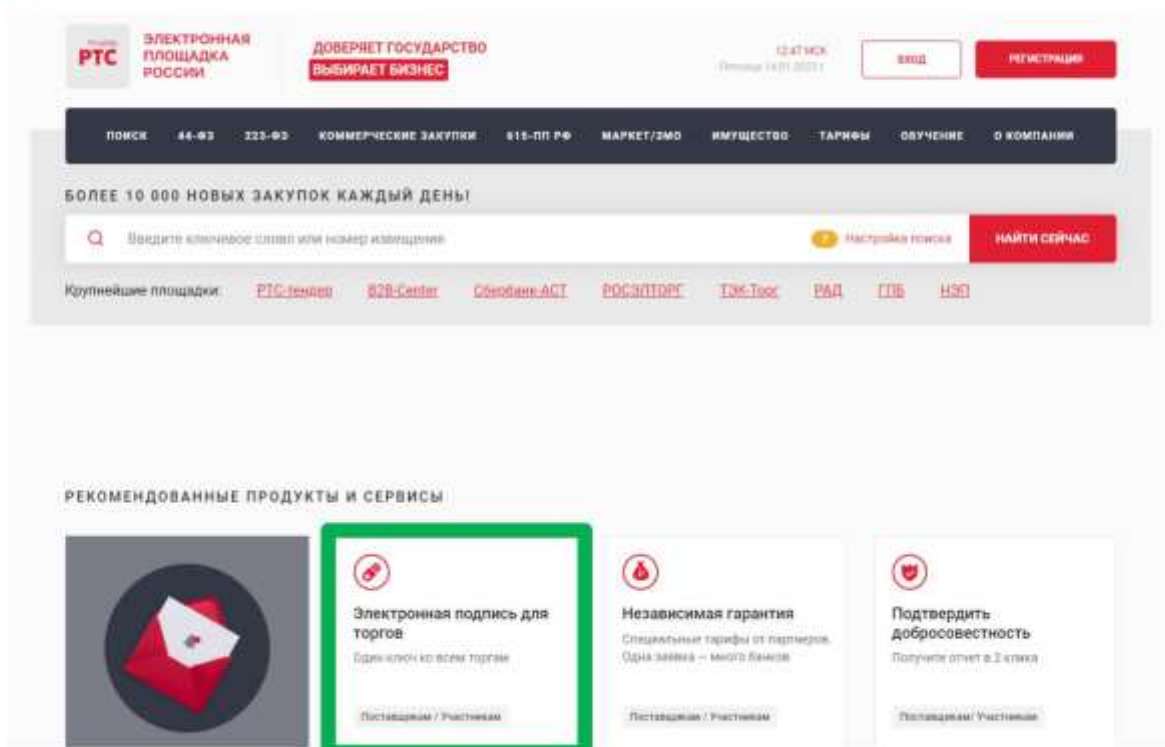 РТС
ЭЛЕКТРОННАЯ
ПЛОЩАДКА
РОССИИ
ДОВЕРЯЕТ ГОСУДАРСТВО
ВЫБИРАЕТ БИЗНЕС
12:47 МСК
ВХОД
РЕГИСТРАЦИЯ
ПОИСК 44-ФЗ 223-ФЗ КОММЕРЧЕСКИЕ ЗАКУПКИ 615-ПП РФ МАРКЕТ/ЗМО ИМУЩЕСТВО ТАРИФЫ ОБУЧЕНИЕ О КОМПАНИИ
БОЛЕЕ 10 000 НОВЫХ ЗАКУПОК КАЖДЫЙ ДЕНЬ!
Введите ключевое слово или номер извещения
Настройка поиска
НАЙТИ СЕЙЧАС
Крупнейшие площадки: РТС-тендер B2B-Center Сбербанк-АСТ РОСЭЛТОРГ ТЭК-Торг РАД ГПБ НЭП
РЕКОМЕНДОВАННЫЕ ПРОДУКТЫ И СЕРВИСЫ
Электронная подпись для
торгов
Один ключ ко всем торгам
Поставщикам / Участникам
Независимая гарантия
Специальные тарифы от партнеров.
Одна заявка — много банков
Поставщикам / Участникам
Подтвердить
добросовестность
Получите отчет в 2 клика
Поставщикам/ Участникам